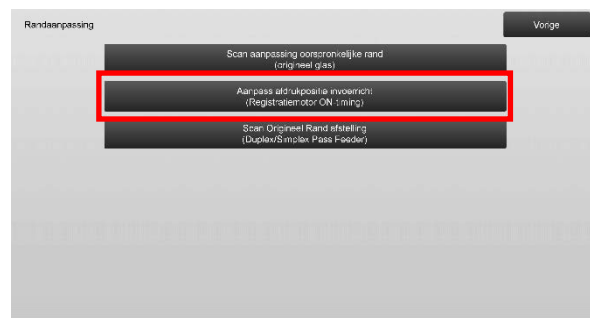 Randaanpassing
Vorige
Scan aanpassing oorspronkelijke rand
(origineel glas)
Aanpass afdrukpositie invoerricht
(Registratiemotor ON timing)
Scan Origineel Rand afstelling
(Duplex/Simplex Pass Feeder)